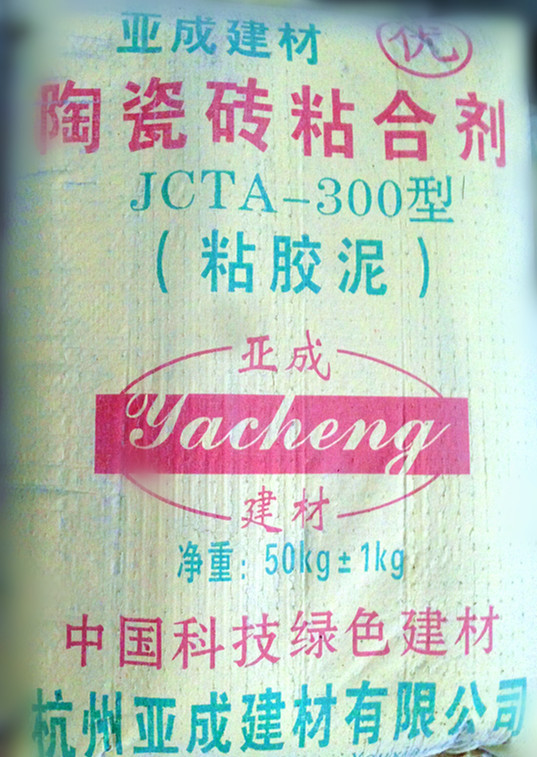 亚成建材 优
陶瓷砖粘合剂
JCTA-300型
(粘胶泥)
亚成
Yacheng
建材
净重: 50kg±1kg
中国科技绿色建材
杭州亚成建材有限公司